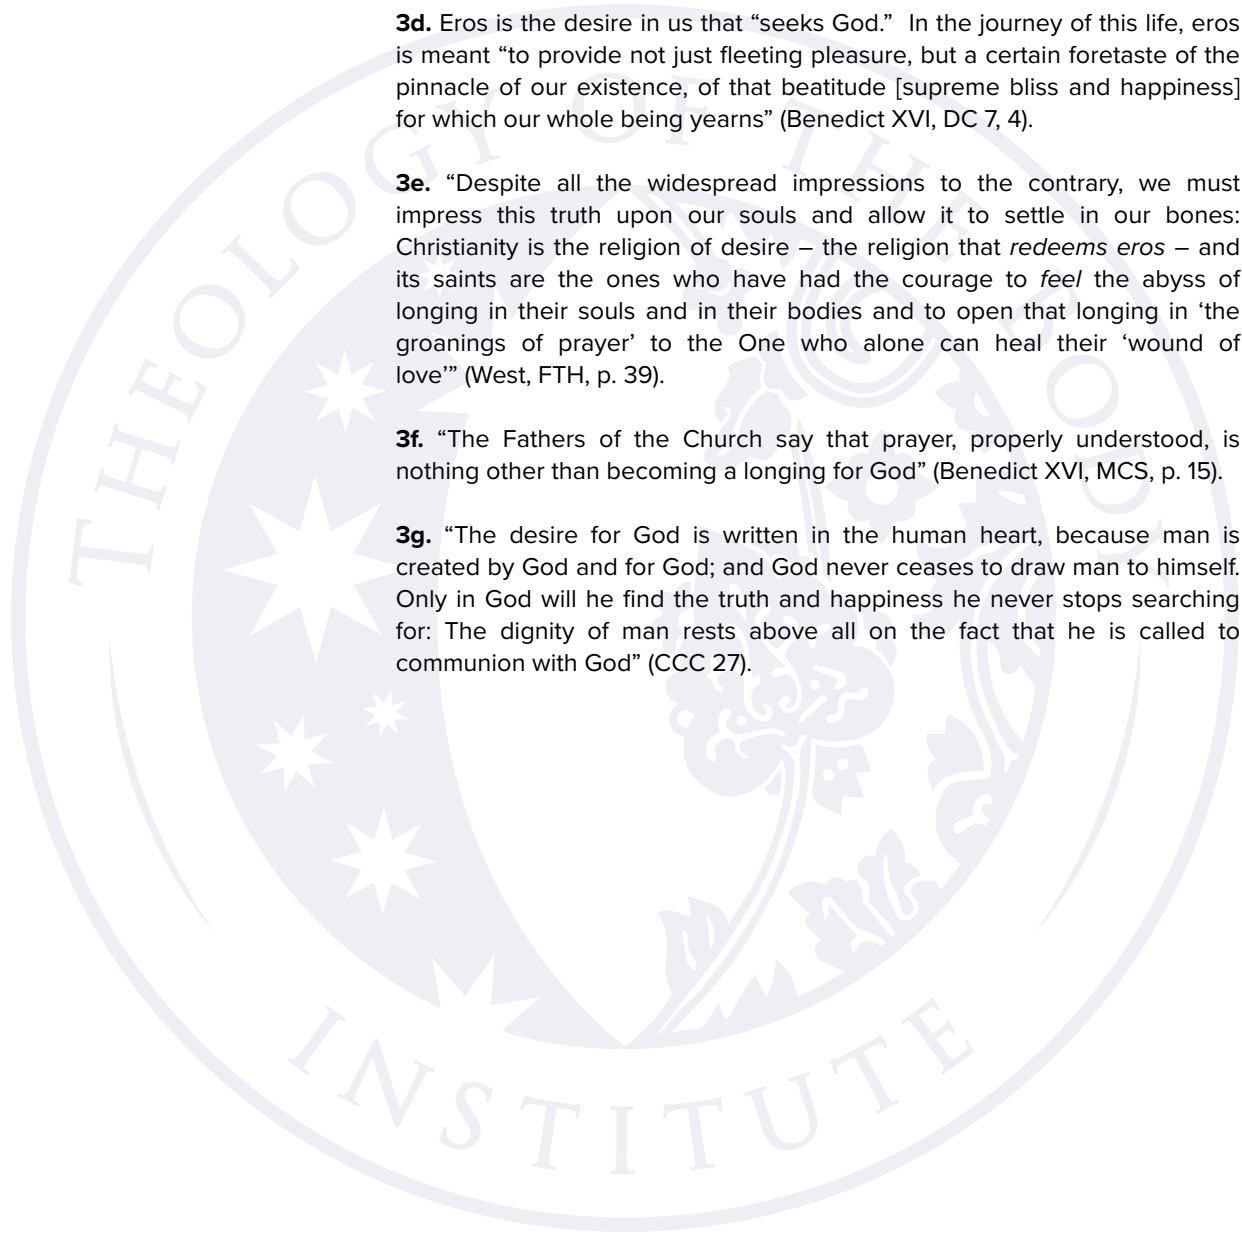 3d. Eros is the desire in us that “seeks God.”  In the journey of this life, eros
is meant “to provide not just fleeting pleasure, but a certain foretaste of the
pinnacle of our existence, of that beatitude [supreme bliss and happiness]
for which our whole being yearns” (Benedict XVI, DC 7, 4).
3e. “Despite all the widespread impressions to the contrary, we must
impress this truth upon our souls and allow it to settle in our bones:
Christianity is the religion of desire – the religion that redeems eros – and
its saints are the ones who have had the courage to feel the abyss of
longing in their souls and in their bodies and to open that longing in ‘the
groanings of prayer’ to the One who alone can heal their ‘wound of
love’” (West, FTH, p. 39).
3f. “The Fathers of the Church say that prayer, properly understood, is
nothing other than becoming a longing for God” (Benedict XVI, MCS, p. 15).
3g. “The desire for God is written in the human heart, because man is
created by God and for God; and God never ceases to draw man to himself.
Only in God will he find the truth and happiness he never stops searching
for: The dignity of man rests above all on the fact that he is called to
communion with God” (CCC 27).
THEOLOGY OF THE BODY
INSTITUTE